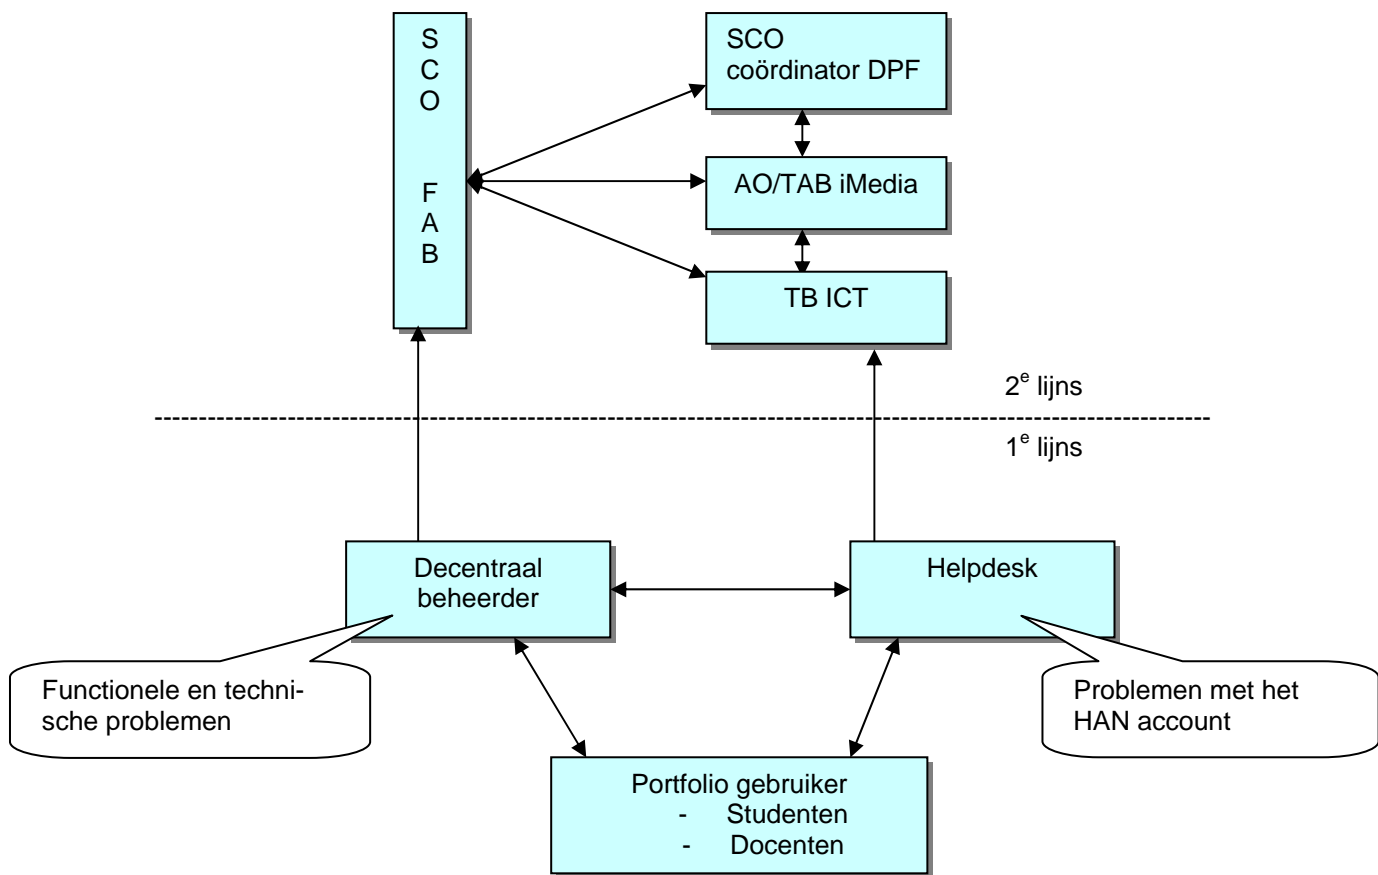 S
C
O
F
A
B
SCO
coördinator DPF
AO/TAB iMedia
TB ICT
2e lijns
1e lijns
Decentraal
beheerder
Helpdesk
Functionele en techni-
sche problemen
Problemen met het
HAN account
Portfolio gebruiker
- Studenten
- Docenten